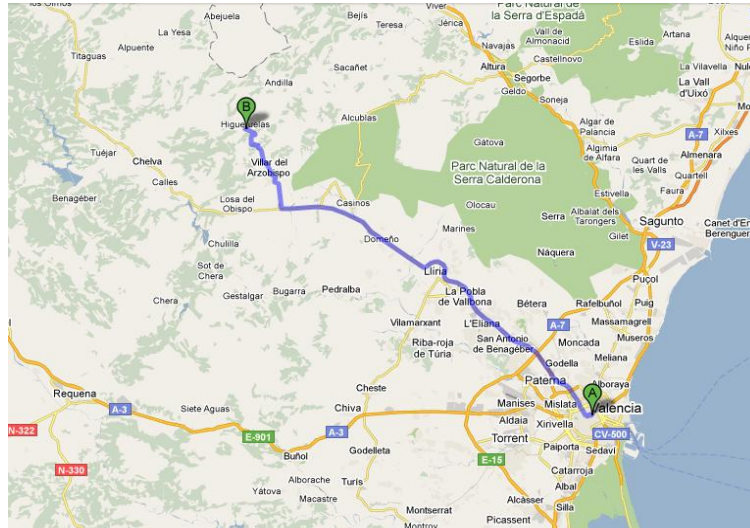 Abejuela
Bejís
Teresa
Viver
Jérica
Parc Natural de
la Serra d'Espadà
Vall de
Almonacid
Eslida
Artana
La Yesa
Alpuente
Titaguas
Sacañet
Navajas
Castellnovo
Altura
Segorbe
La Vilavella
La Vall
d'Uixó
Andilla
Geldo
Soneja
B
Higueruelas
Alcublas
Algar de
Palancia
A-7
Xilxes
Gátova
Algimia
de Alfara
Almenara
Tuéjar
Chelva
Villar del
Arzobispo
Parc Natural de la
Serra Calderona
Quart de
les Valls
Quartell
Faura
Calles
Estivella
Benagéber
Losa del
Obispo
Casinos
Olocau
Serra
Albalat dels
Tarongers
Sagunto
Marines
Gilet
Canet d'En
Berenguer
Chulilla
Domeño
Náquera
V-23
Sot de
Chera
Llíria
Puçol
Chera
Gestalgar
Bugarra
Pedralba
La Pobla
de Vallbona
Bétera
Rafelbuñol
Puig
Vilamarxant
L'Eliana
A-7
Massamagrell
Riba-roja
de Túria
San Antonio
de Benagéber
Moncada
Museros
Godella
Meliana
Requena
Cheste
Paterna
Alboraya
A
A-3
Siete Aguas
Chiva
Manises
Mislata
Valencia
N-322
Aldaia
Xirivella
E-901
A-3
Torrent
CV-500
Buñol
Godelleta
Paiporta
Sedaví
N-330
E-15
Catarroja
Yátova
Alborache
Turís
Albal
Macastre
Alcàsser
Silla
Parc
Natural de
la Albufera
Montserrat
Picassent